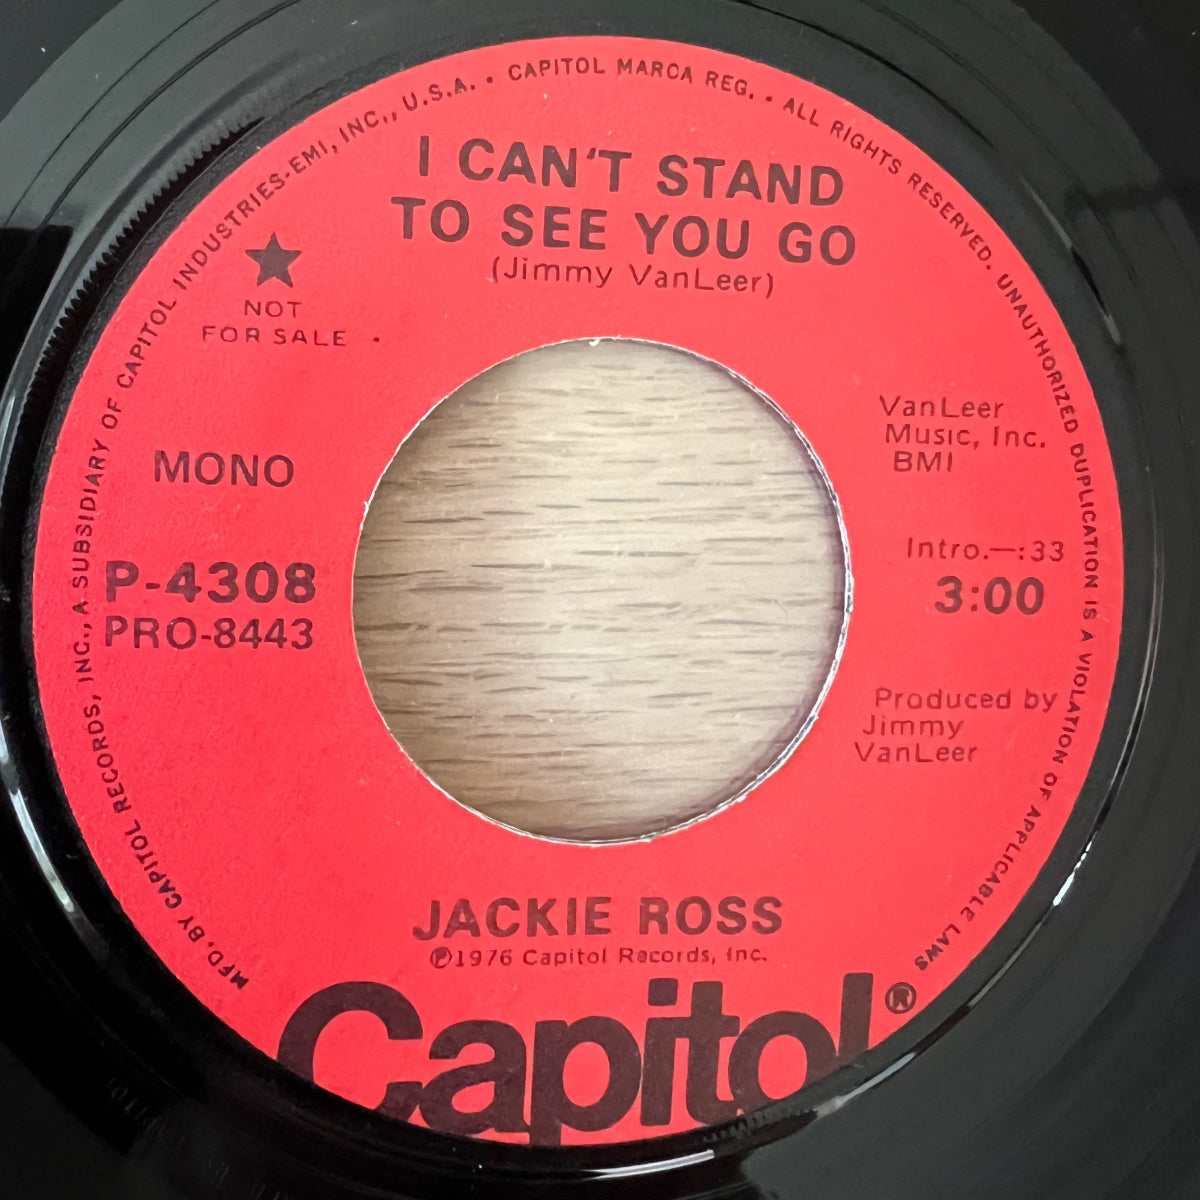 MFD. BY CAPITOL RECORDS, INC., A SUBSIDIARY OF CAPITOL INDUSTRIES-EMI, INC., U.S.A. • CAPITOL MARCA REG. • ALL RIGHTS RESERVED. UNAUTHORIZED DUPLICATION IS A VIOLATION OF APPLICABLE LAWS
I CAN'T STAND
TO SEE YOU GO
(Jimmy VanLeer)
★
NOT
FOR SALE
MONO
P-4308
PRO-8443
VanLeer
Music, Inc.
BMI
Intro.—:33
3:00
Produced by
Jimmy
VanLeer
JACKIE ROSS
℗1976 Capitol Records, Inc.
Capitol®